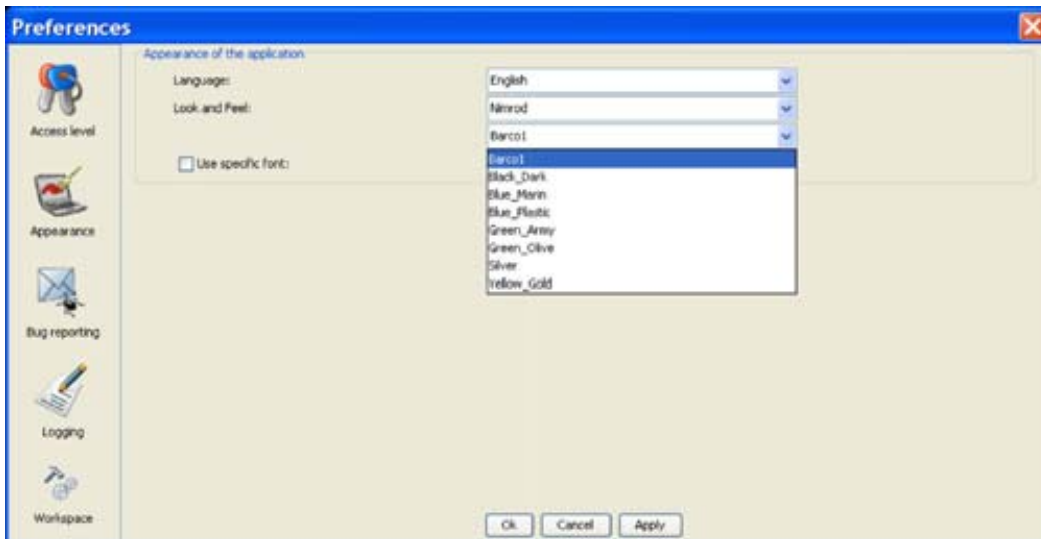 Preferences
Appearance of the application
Language:
English
Look and Feel:
Nimrod
Barco1
Use specific font:
Barco1
Black_Dark
Blue_Marin
Blue_Plastic
Green_Army
Green_Olive
Silver
Yellow_Gold
Access level
Appearance
Bug reporting
Logging
Workspace
Ok
Cancel
Apply